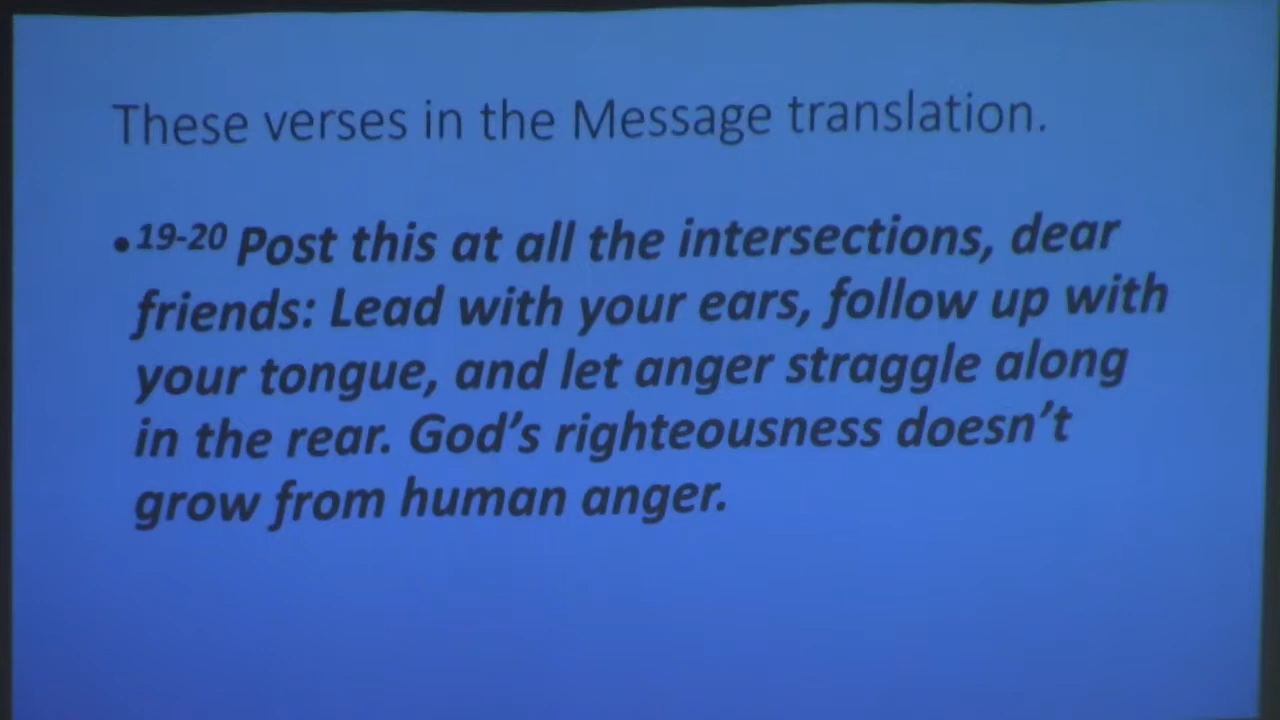 These verses in the Message translation.
•19-20 Post this at all the intersections, dear
friends: Lead with your ears, follow up with
your tongue, and let anger straggle along
in the rear. God’s righteousness doesn’t
grow from human anger.